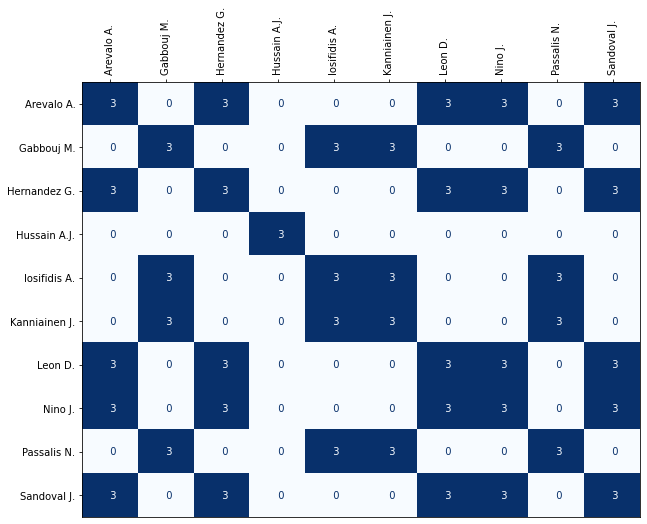 Arevalo A. Gabbouj M. Hernandez G. Hussain A.J. Iosifidis A. Kanniainen J. Leon D. Nino J. Passalis N. Sandoval J.
Arevalo A. 3 0 3 0 0 0 3 3 0 3
Gabbouj M. 0 3 0 0 3 3 0 0 3 0
Hernandez G. 3 0 3 0 0 0 3 3 0 3
Hussain A.J. 0 0 0 3 0 0 0 0 0 0
Iosifidis A. 0 3 0 0 3 3 0 0 3 0
Kanniainen J. 0 3 0 0 3 3 0 0 3 0
Leon D. 3 0 3 0 0 0 3 3 0 3
Nino J. 3 0 3 0 0 0 3 3 0 3
Passalis N. 0 3 0 0 3 3 0 0 3 0
Sandoval J. 3 0 3 0 0 0 3 3 0 3